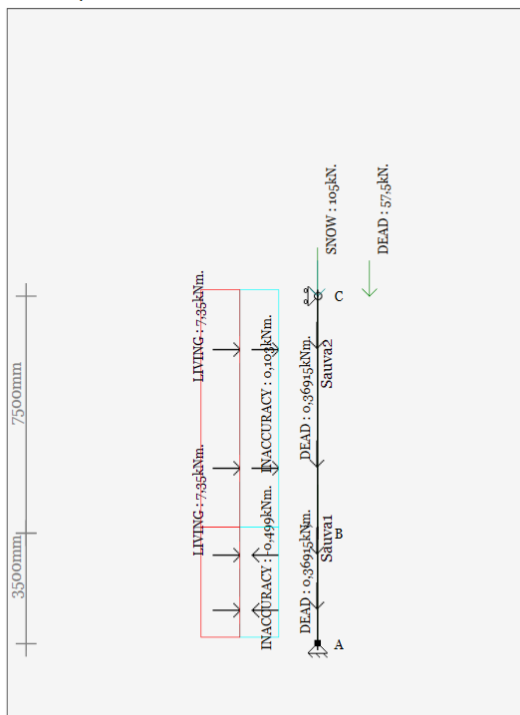 SNOW : 105kN.
DEAD : 57,5kN.
C
LIVING : 7,35kNm.
INACCURACY : 0,103kNm.
DEAD : 0,36915kNm.
Sauva2
7500mm
LIVING : 7,35kNm.
INACCURACY : -0,499kNm.
DEAD : 0,36915kNm.
Sauva1
B
3500mm
A